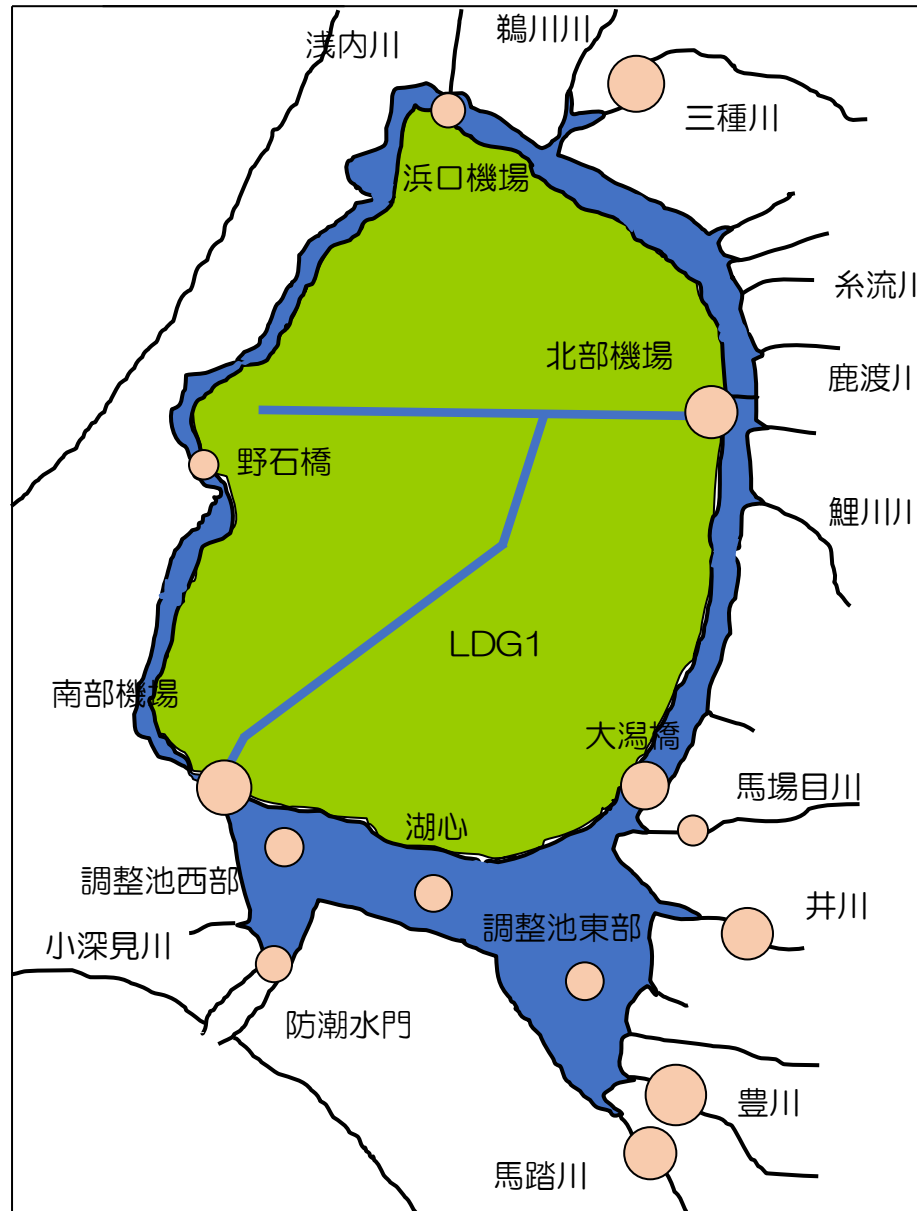 浅内川
鵜川川
三種川
浜口機場
糸流川
北部機場
鹿渡川
野石橋
鯉川川
LDG1
南部機場
大潟橋
馬場目川
湖心
調整池西部
井川
調整池東部
小深見川
防潮水門
豊川
馬踏川